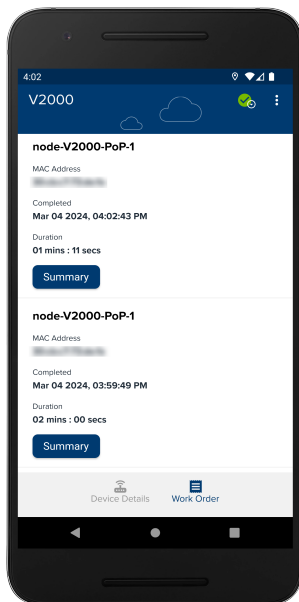 4:02
V2000
node-V2000-PoP-1
MAC Address
Completed
Mar 04 2024, 04:02:43 PM
Duration
01 mins : 11 secs
Summary
node-V2000-PoP-1
MAC Address
Completed
Mar 04 2024, 03:59:49 PM
Duration
02 mins : 00 secs
Summary
Device Details
Work Order